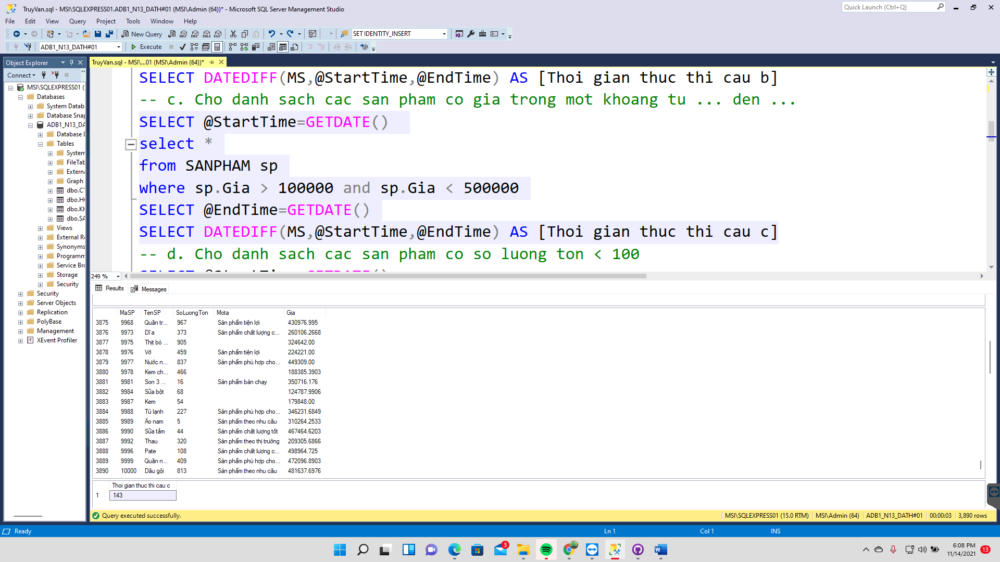 TruyVan.sql - MSI\SQLEXPRESS01.ADB1_N13_DATH#01 (MSI\Admin (64))* - Microsoft SQL Server Management Studio
Quick Launch (Ctrl+Q)
File Edit View Query Project Tools Window Help
New Query
SET IDENTITY_INSERT
ADB1_N13_DATH#01
Execute
Object Explorer
TruyVan.sql - MSI\...01 (MSI\Admin (64))*
Connect
MSI\SQLEXPRESS01 (
Databases
System Datab
Database Snap
ADB1_N13_DA
Database D
Tables
System
FileTab
Externa
Graph
dbo.CT
dbo.HO
dbo.KH
dbo.SA
Views
External Re
Synonyms
Programm
Service Bro
Storage
Security
Security
Server Objects
Replication
PolyBase
Management
XEvent Profiler
SELECT DATEDIFF(MS,@StartTime,@EndTime) AS [Thoi gian thuc thi cau b]
-- c. Cho danh sach cac san pham co gia trong mot khoang tu ... den ...
SELECT @StartTime=GETDATE()
select *
from SANPHAM sp
where sp.Gia > 100000 and sp.Gia < 500000
SELECT @EndTime=GETDATE()
SELECT DATEDIFF(MS,@StartTime,@EndTime) AS [Thoi gian thuc thi cau c]
-- d. Cho danh sach cac san pham co so luong ton < 100
SELECT @StartTime=GETDATE()
249 %
Results Messages
MaSP TenSP SoLuongTon Mota Gia
3875 9968 Quần tr... 967 Sản phẩm tiện lợi 430976.995
3876 9973 Dĩa 373 Sản phẩm chất lượng c... 260106.2668
3877 9975 Thịt bò ... 905 324642.00
3878 9976 Vớ 459 Sản phẩm tiện lợi 224221.00
3879 9977 Nước n... 837 Sản phẩm phù hợp cho... 449309.00
3880 9978 Kem ch... 466 188385.3903
3881 9981 Son 3 ... 16 Sản phẩm bán chạy 350716.176
3882 9984 Sữa bột 68 124787.9906
3883 9987 Kem 54 179848.00
3884 9988 Tủ lạnh 227 Sản phẩm phù hợp cho... 346231.6849
3885 9989 Áo nam 5 Sản phẩm theo nhu cầu 310264.2533
3886 9990 Sữa tắm 44 Sản phẩm chất lượng tốt 467464.6203
3887 9992 Thau 320 Sản phẩm theo thị trường 209305.6866
3888 9996 Pate 108 Sản phẩm chất lượng c... 498964.725
3889 9999 Quần n... 409 Sản phẩm phù hợp cho... 472096.8903
3890 10000 Dầu gội 813 Sản phẩm theo nhu cầu 481637.6976
Thoi gian thuc thi cau c
1 143
Query executed successfully.
MSI\SQLEXPRESS01 (15.0 RTM) MSI\Admin (64) ADB1_N13_DATH#01 00:00:03 3,890 rows
Ready Ln 1 Col 1 INS
3
6:08 PM
11/14/2021
13